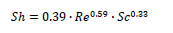 Sh = 0.39 · Re^0.59 · Sc^0.33